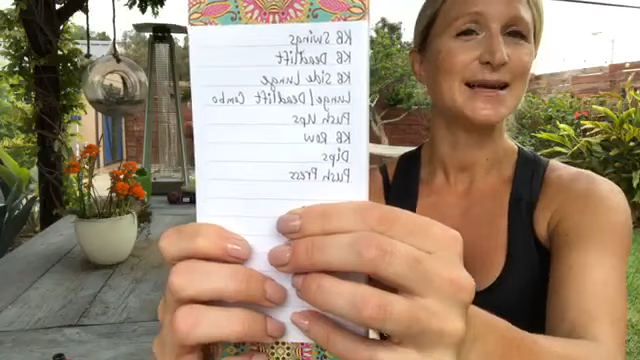 KB Swings
KB Deadlift
KB Side Lunge
Lunge/Deadlift Combo
Push Ups
KB Row
Dips
Push Press